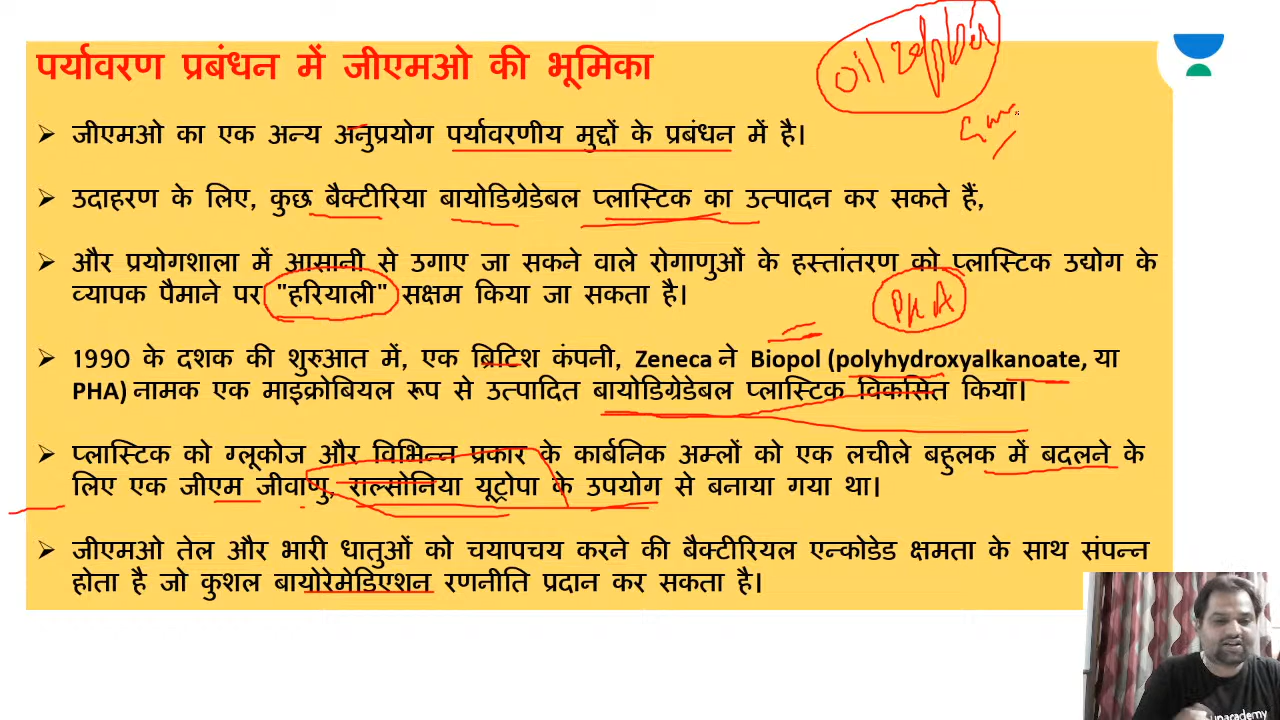 oil zapper
पर्यावरण प्रबंधन में जीएमओ की भूमिका
➢ जीएमओ का एक अन्य अनुप्रयोग पर्यावरणीय मुद्दों के प्रबंधन में है।
➢ उदाहरण के लिए, कुछ बैक्टीरिया बायोडिग्रेडेबल प्लास्टिक का उत्पादन कर सकते हैं,
➢ और प्रयोगशाला में आसानी से उगाए जा सकने वाले रोगाणुओं के हस्तांतरण को प्लास्टिक उद्योग के
व्यापक पैमाने पर "हरियाली" सक्षम किया जा सकता है।
PHA
➢ 1990 के दशक की शुरुआत में, एक ब्रिटिश कंपनी, Zeneca ने Biopol (polyhydroxyalkanoate, या
PHA) नामक एक माइक्रोबियल रूप से उत्पादित बायोडिग्रेडेबल प्लास्टिक विकसित किया।
➢ प्लास्टिक को ग्लूकोज और विभिन्न प्रकार के कार्बनिक अम्लों को एक लचीले बहुलक में बदलने के
लिए एक जीएम जीवाणु, राल्सोनिया यूट्रोपा के उपयोग से बनाया गया था।
➢ जीएमओ तेल और भारी धातुओं को चयापचय करने की बैक्टीरियल एन्कोडेड क्षमता के साथ संपन्न
होता है जो कुशल बायोरेमेडिएशन रणनीति प्रदान कर सकता है।
unacademy